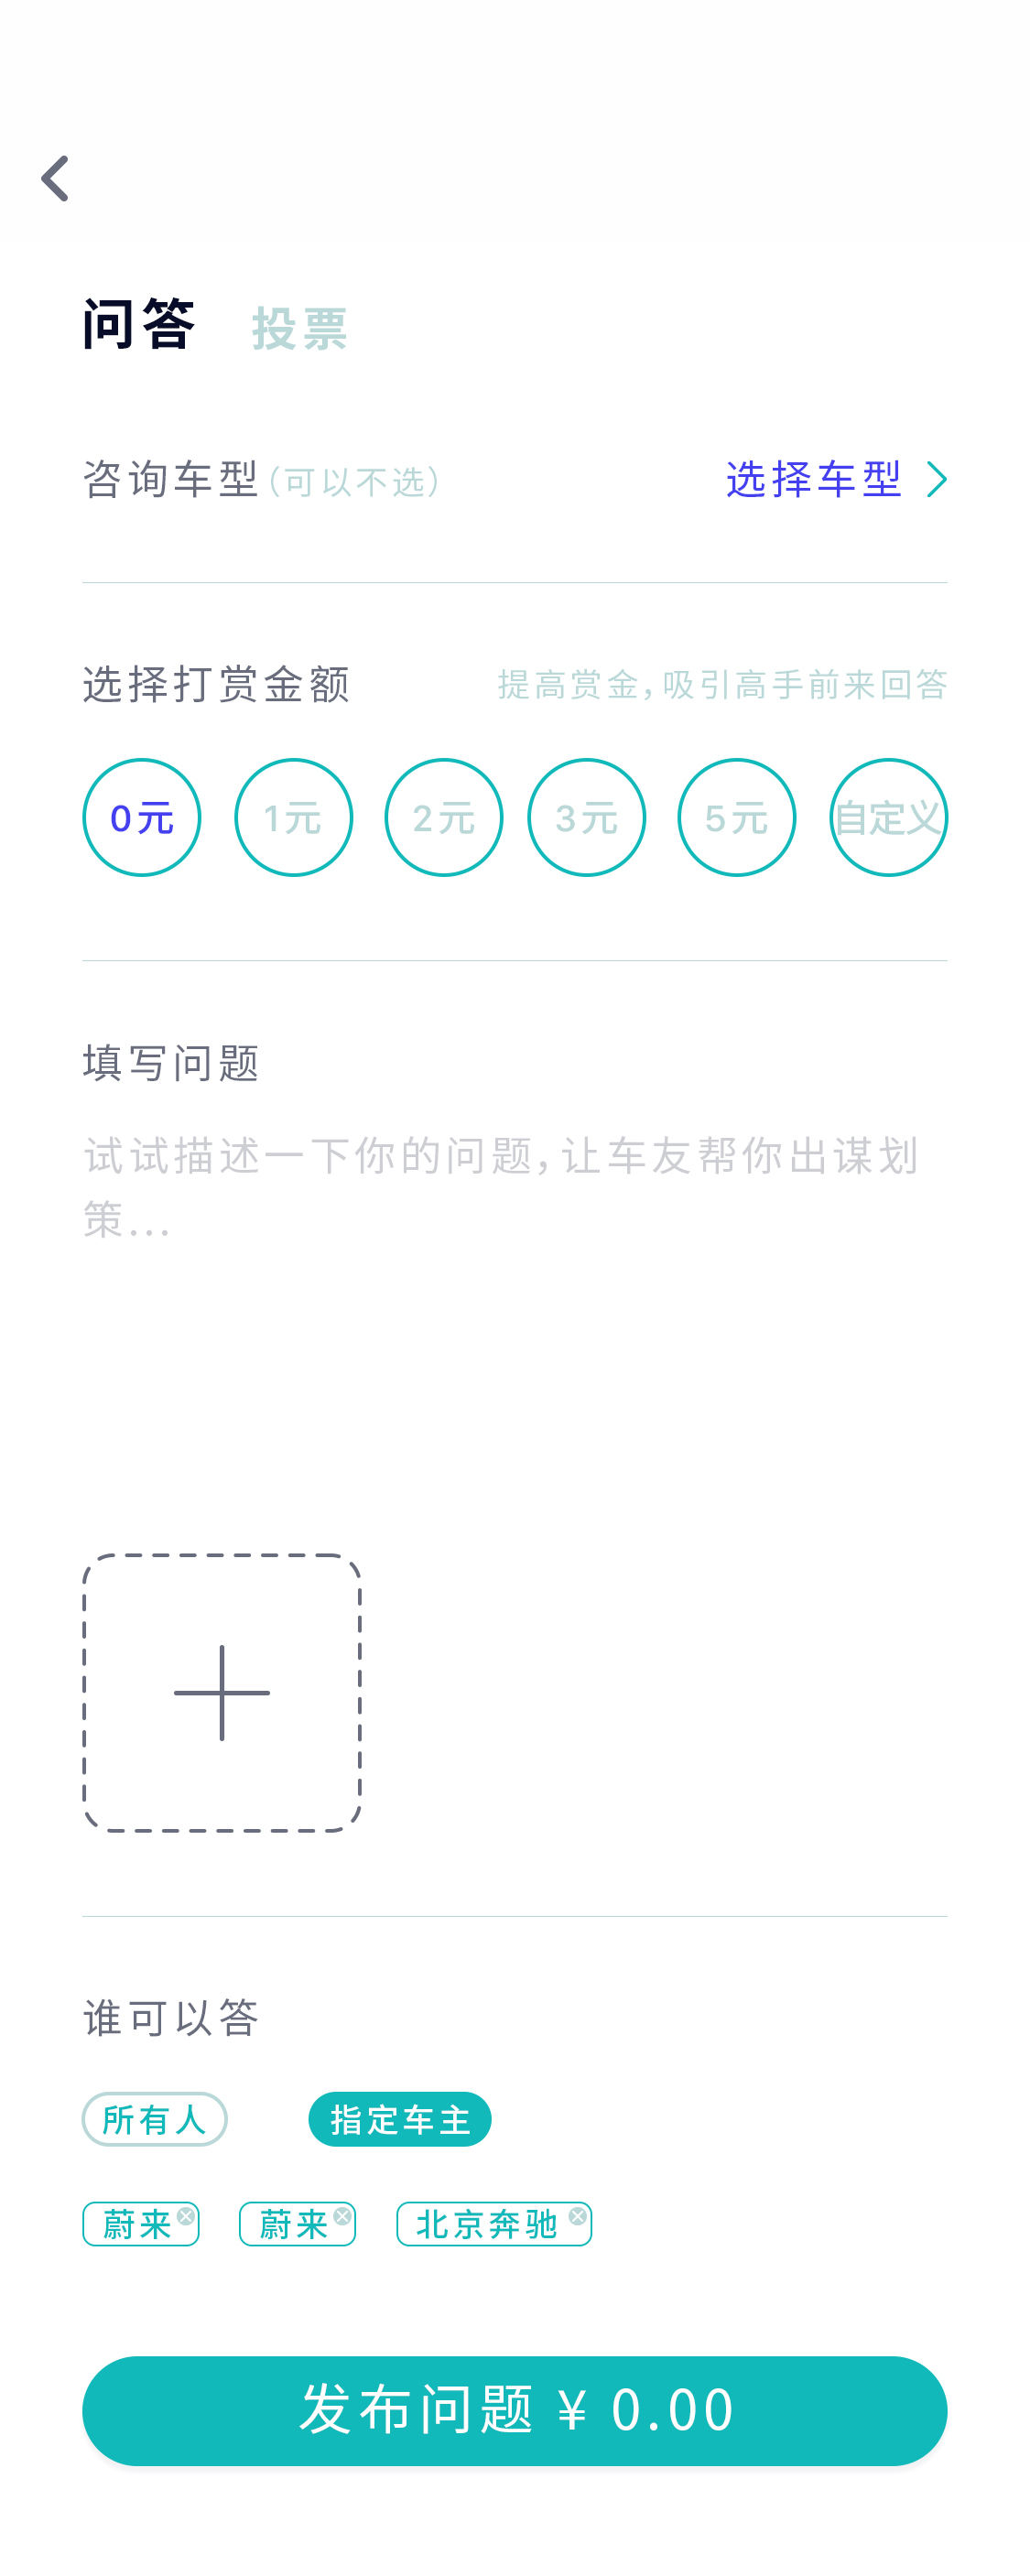 问答 投票
咨询车型(可以不选) 选择车型
选择打赏金额 提高赏金,吸引高手前来回答
0元 1元 2元 3元 5元 自定义
填写问题
试试描述一下你的问题,让车友帮你出谋划
策...
谁可以答
所有人 指定车主
蔚来 蔚来 北京奔驰
发布问题 ¥ 0.00